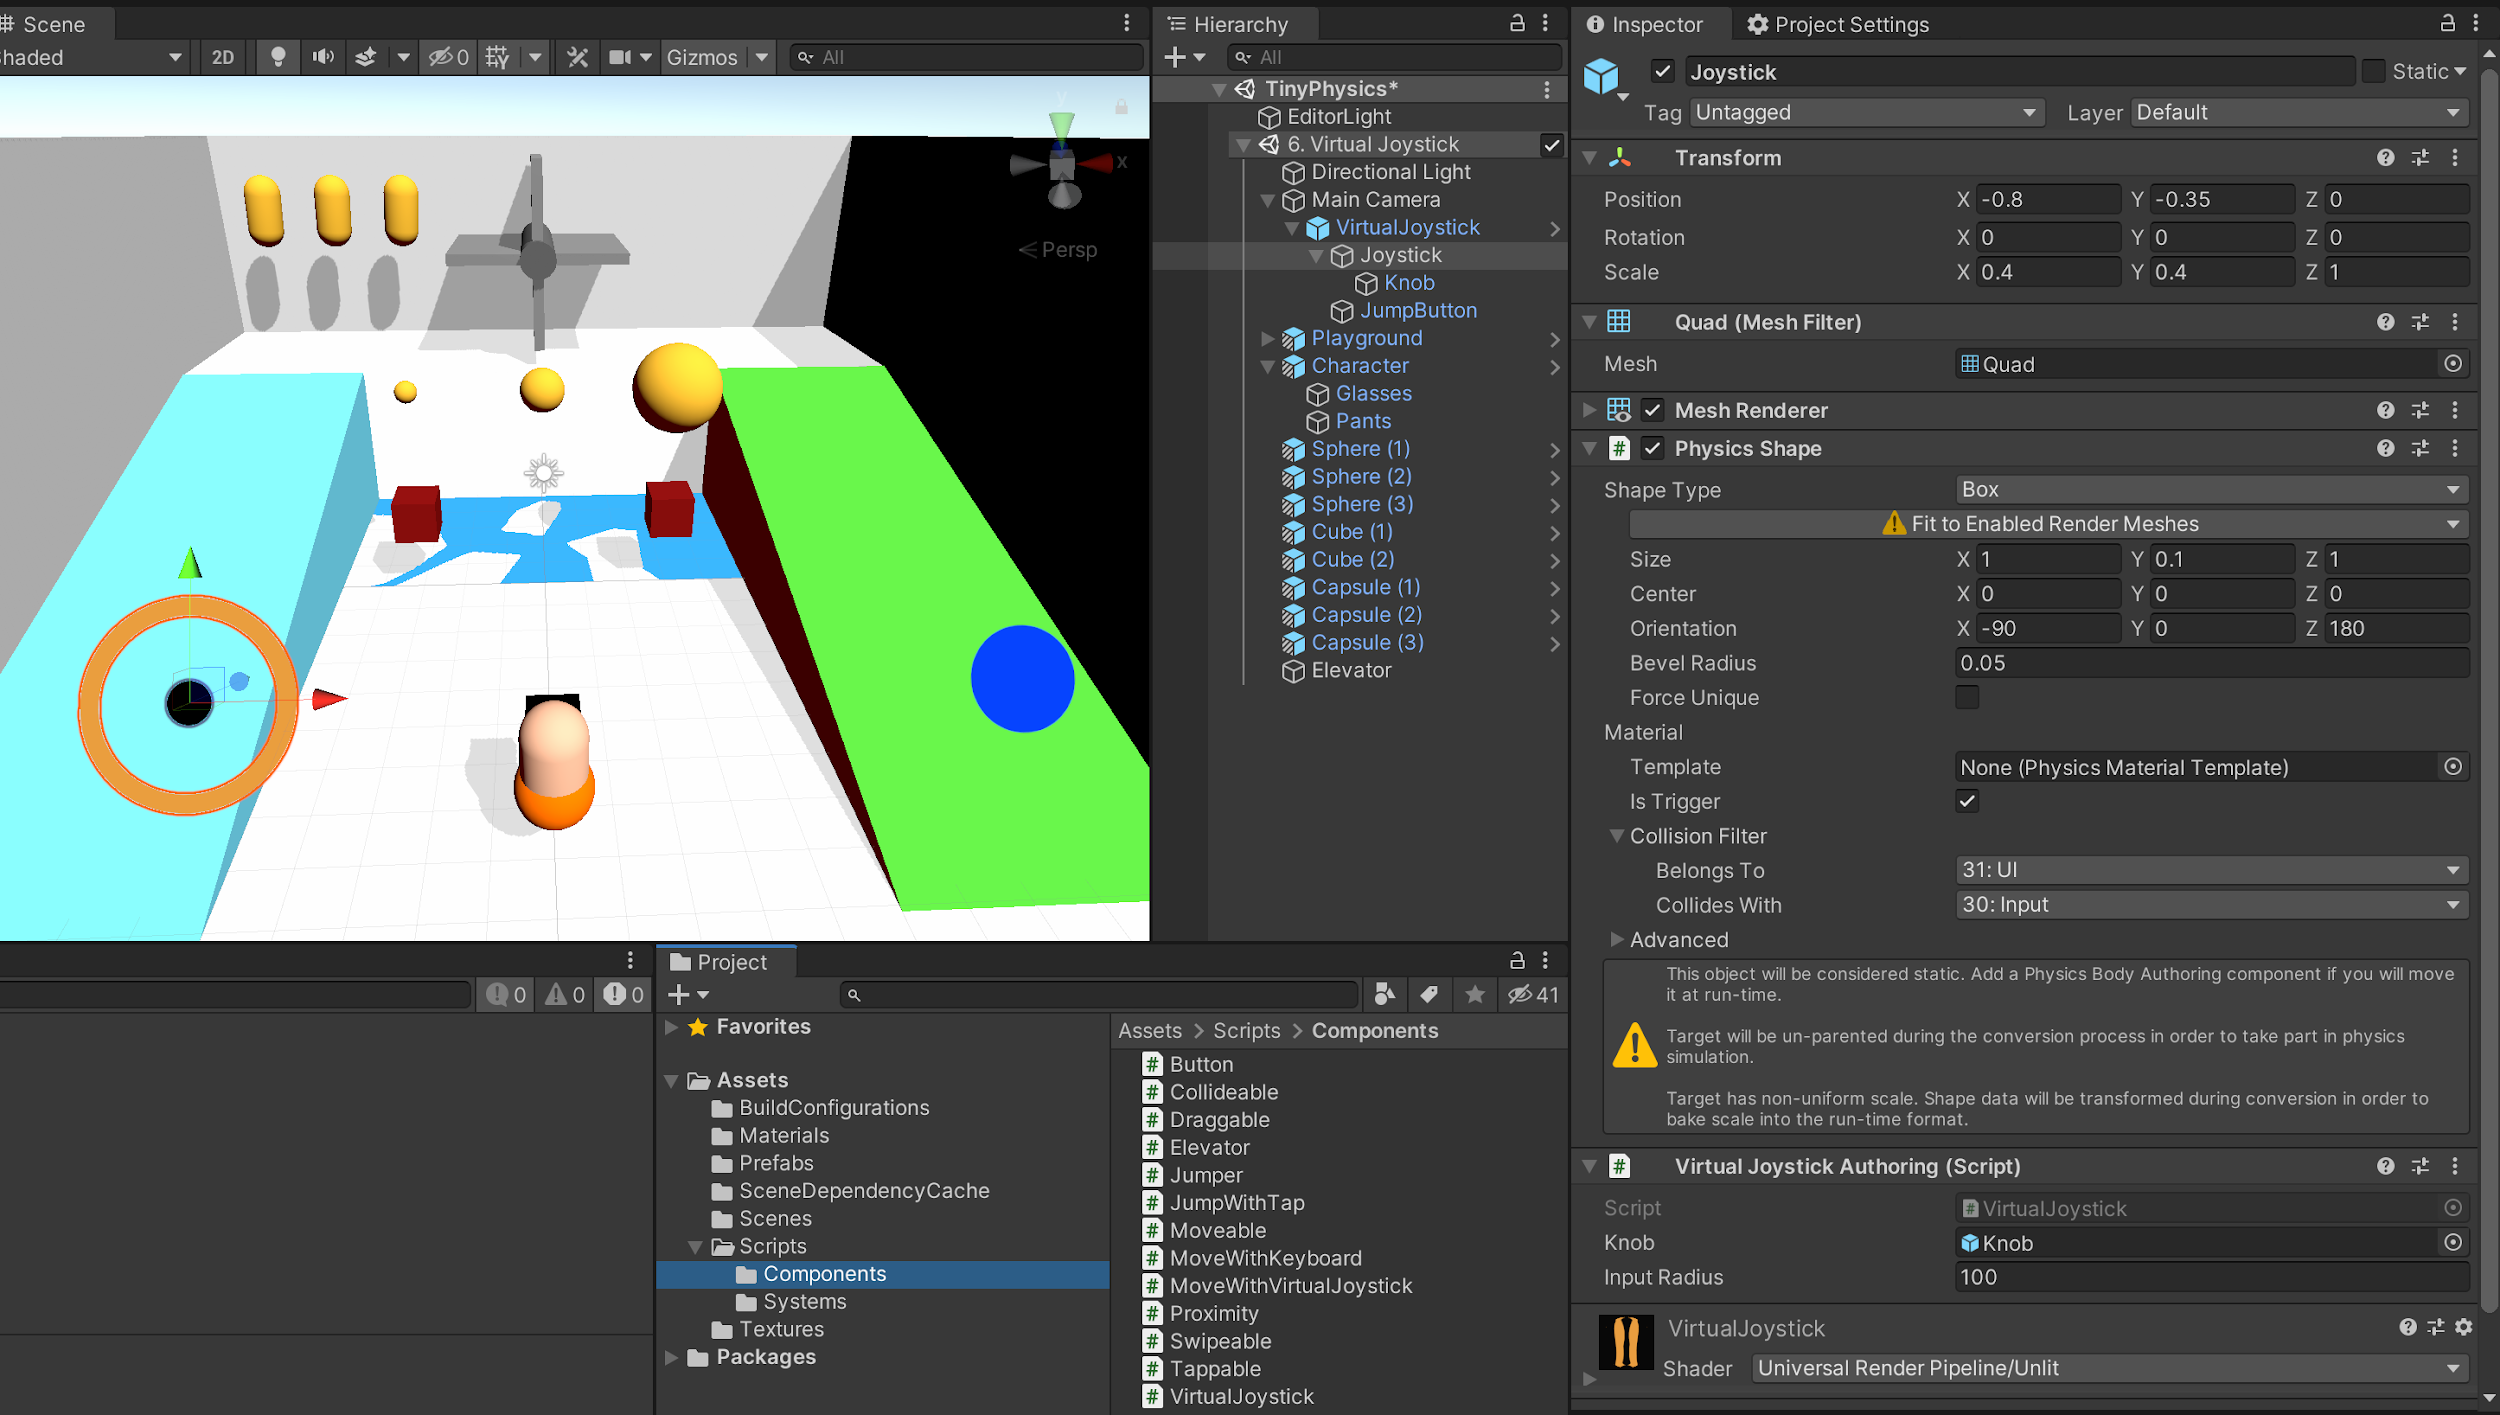 Scene
haded
2D
0
Gizmos
All
y
x
Persp
Hierarchy
All
TinyPhysics*
EditorLight
6. Virtual Joystick
Directional Light
Main Camera
VirtualJoystick
Joystick
Knob
JumpButton
Playground
Character
Glasses
Pants
Sphere (1)
Sphere (2)
Sphere (3)
Cube (1)
Cube (2)
Capsule (1)
Capsule (2)
Capsule (3)
Elevator
0 0 0
Project
41
Favorites
Assets
BuildConfigurations
Materials
Prefabs
SceneDependencyCache
Scenes
Scripts
Components
Systems
Textures
Packages
Assets > Scripts > Components
Button
Collideable
Draggable
Elevator
Jumper
JumpWithTap
Moveable
MoveWithKeyboard
MoveWithVirtualJoystick
Proximity
Swipeable
Tappable
VirtualJoystick
Inspector Project Settings
Joystick Static
Tag Untagged Layer Default
Transform
Position X -0.8 Y -0.35 Z 0
Rotation X 0 Y 0 Z 0
Scale X 0.4 Y 0.4 Z 1
Quad (Mesh Filter)
Mesh Quad
Mesh Renderer
# Physics Shape
Shape Type Box
Fit to Enabled Render Meshes
Size X 1 Y 0.1 Z 1
Center X 0 Y 0 Z 0
Orientation X -90 Y 0 Z 180
Bevel Radius 0.05
Force Unique
Material
Template None (Physics Material Template)
Is Trigger
Collision Filter
Belongs To 31: UI
Collides With 30: Input
Advanced
This object will be considered static. Add a Physics Body Authoring component if you will move
it at run-time.
Target will be un-parented during the conversion process in order to take part in physics
simulation.
Target has non-uniform scale. Shape data will be transformed during conversion in order to
bake scale into the run-time format.
# Virtual Joystick Authoring (Script)
Script # VirtualJoystick
Knob Knob
Input Radius 100
VirtualJoystick
Shader Universal Render Pipeline/Unlit